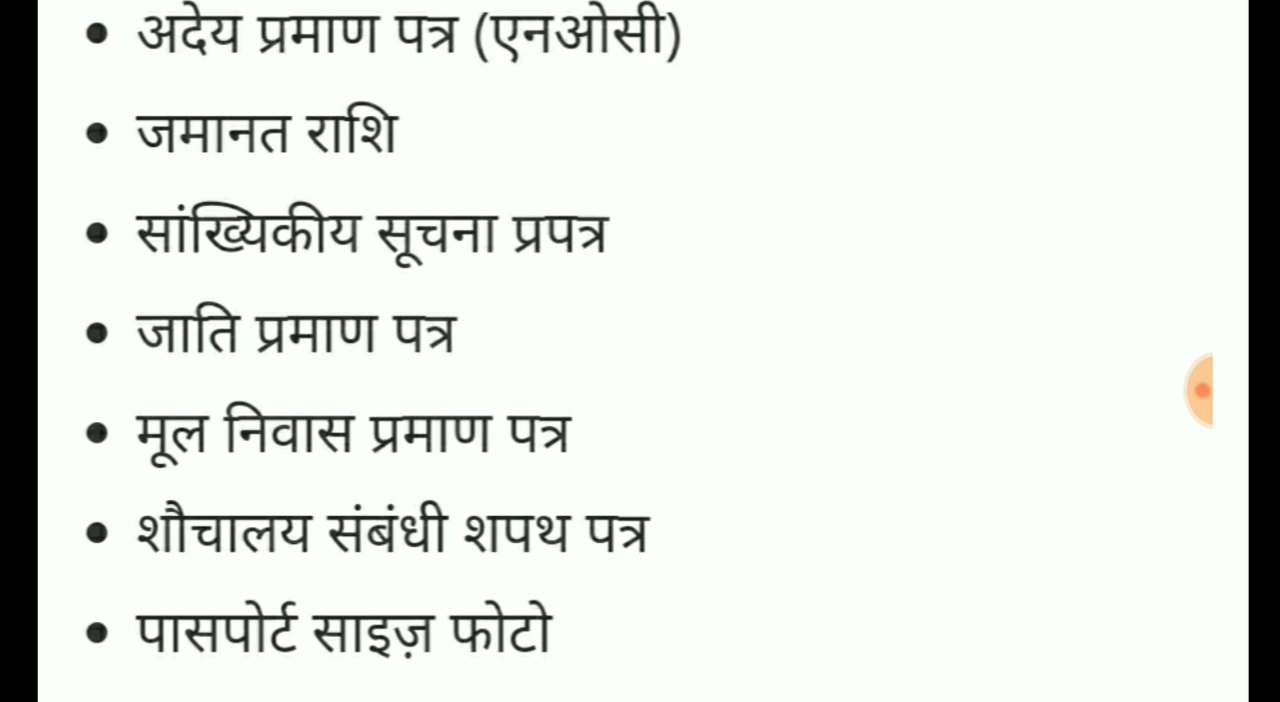 • अदेय प्रमाण पत्र (एनओसी)
• जमानत राशि
• सांख्यिकीय सूचना प्रपत्र
• जाति प्रमाण पत्र
• मूल निवास प्रमाण पत्र
• शौचालय संबंधी शपथ पत्र
• पासपोर्ट साइज़ फोटो